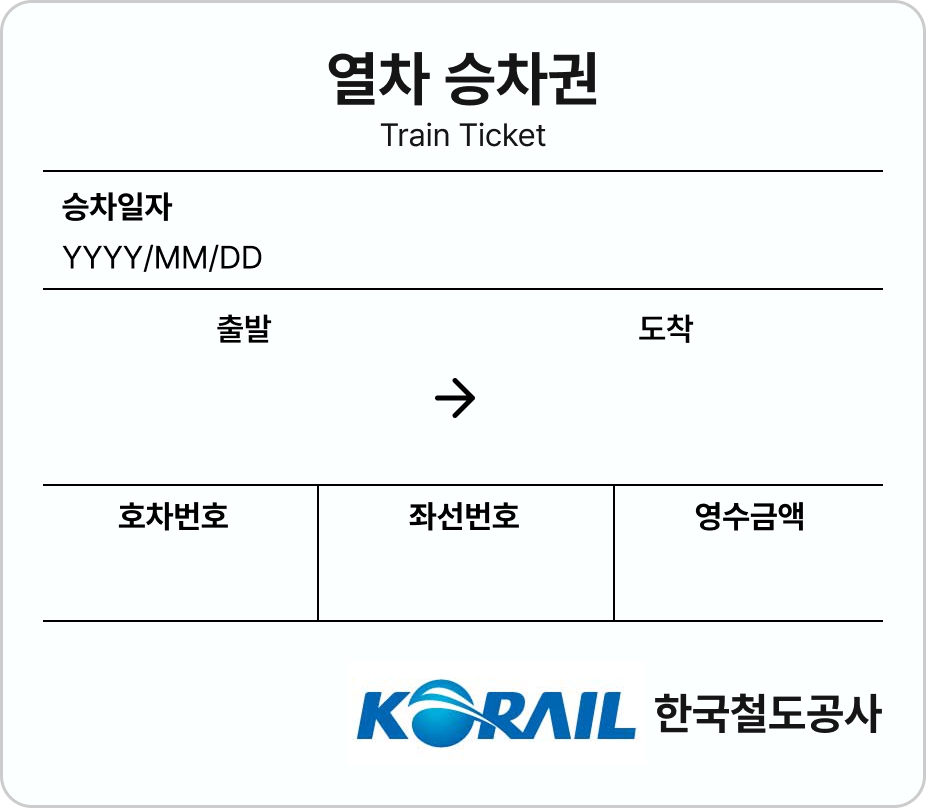 열차 승차권
Train Ticket
승차일자
YYYY/MM/DD
출발 도착
→
호차번호 좌선번호 영수금액
KORAIL 한국철도공사